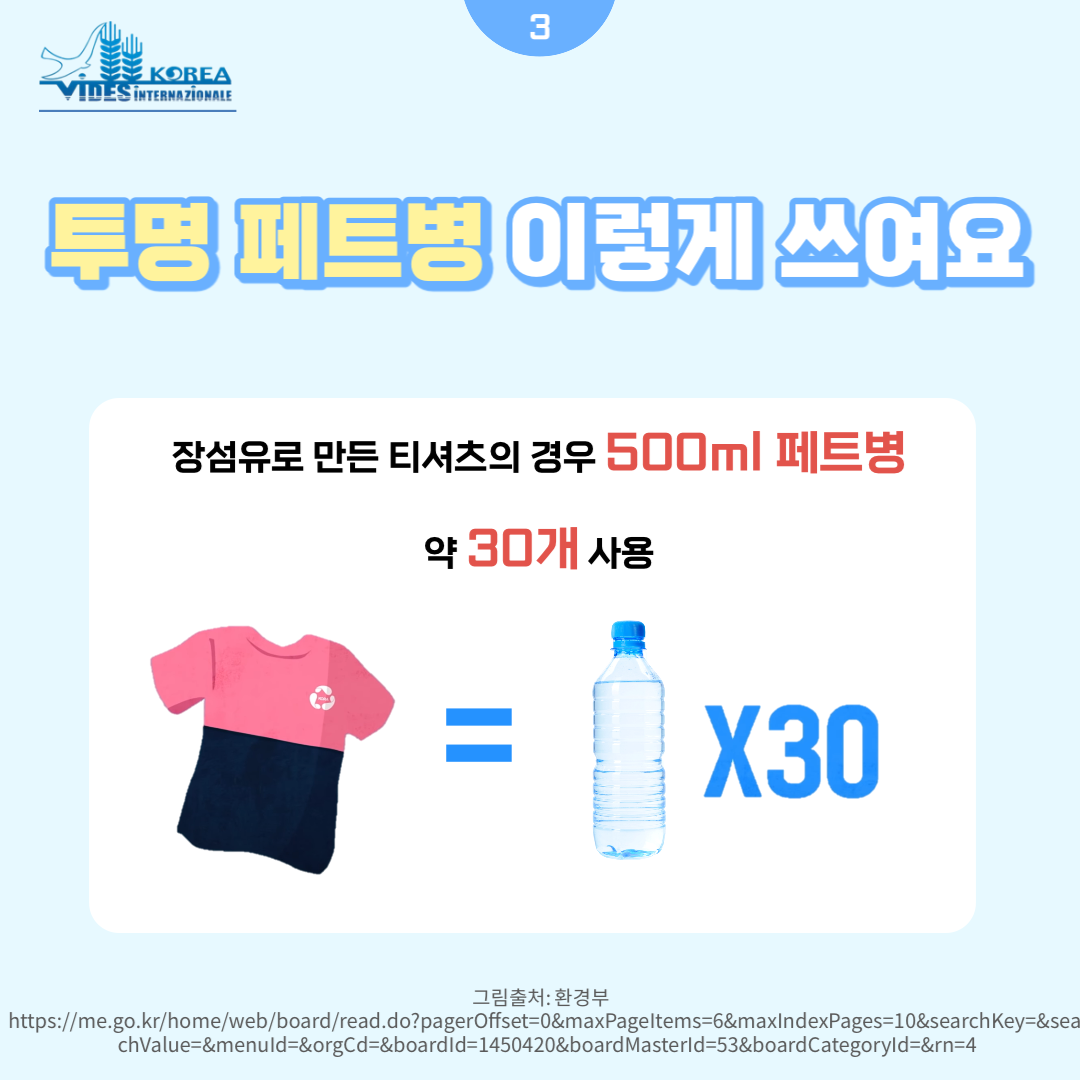 3
KOREA
VIDES INTERNAZIONALE
투명 페트병 이렇게 쓰여요
장섬유로 만든 티셔츠의 경우 500ml 페트병
약 30개 사용
= X30
그림출처: 환경부
https://me.go.kr/home/web/board/read.do?pagerOffset=0&maxPageItems=6&maxIndexPages=10&searchKey=&sea
chValue=&menuId=&orgCd=&boardId=1450420&boardMasterId=53&boardCategoryId=&rn=4